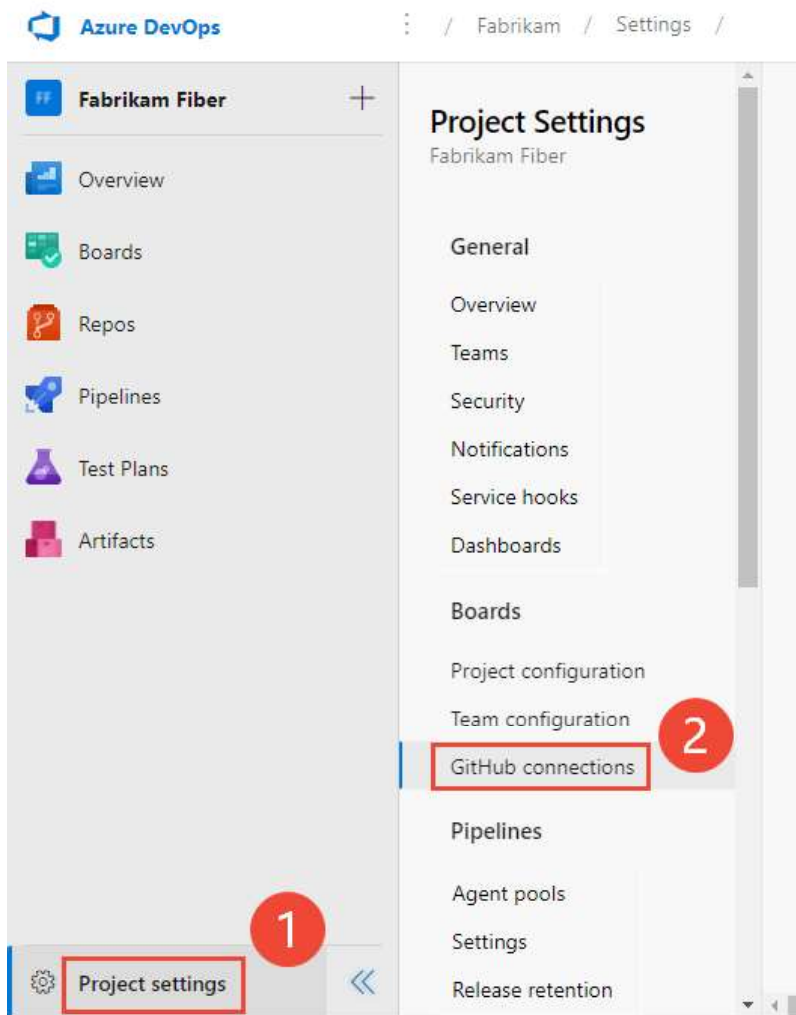 Azure DevOps
/ Fabrikam / Settings /
FF
Fabrikam Fiber
Overview
Boards
Repos
Pipelines
Test Plans
Artifacts
1
Project settings
Project Settings
Fabrikam Fiber
General
Overview
Teams
Security
Notifications
Service hooks
Dashboards
Boards
Project configuration
Team configuration
2
GitHub connections
Pipelines
Agent pools
Settings
Release retention